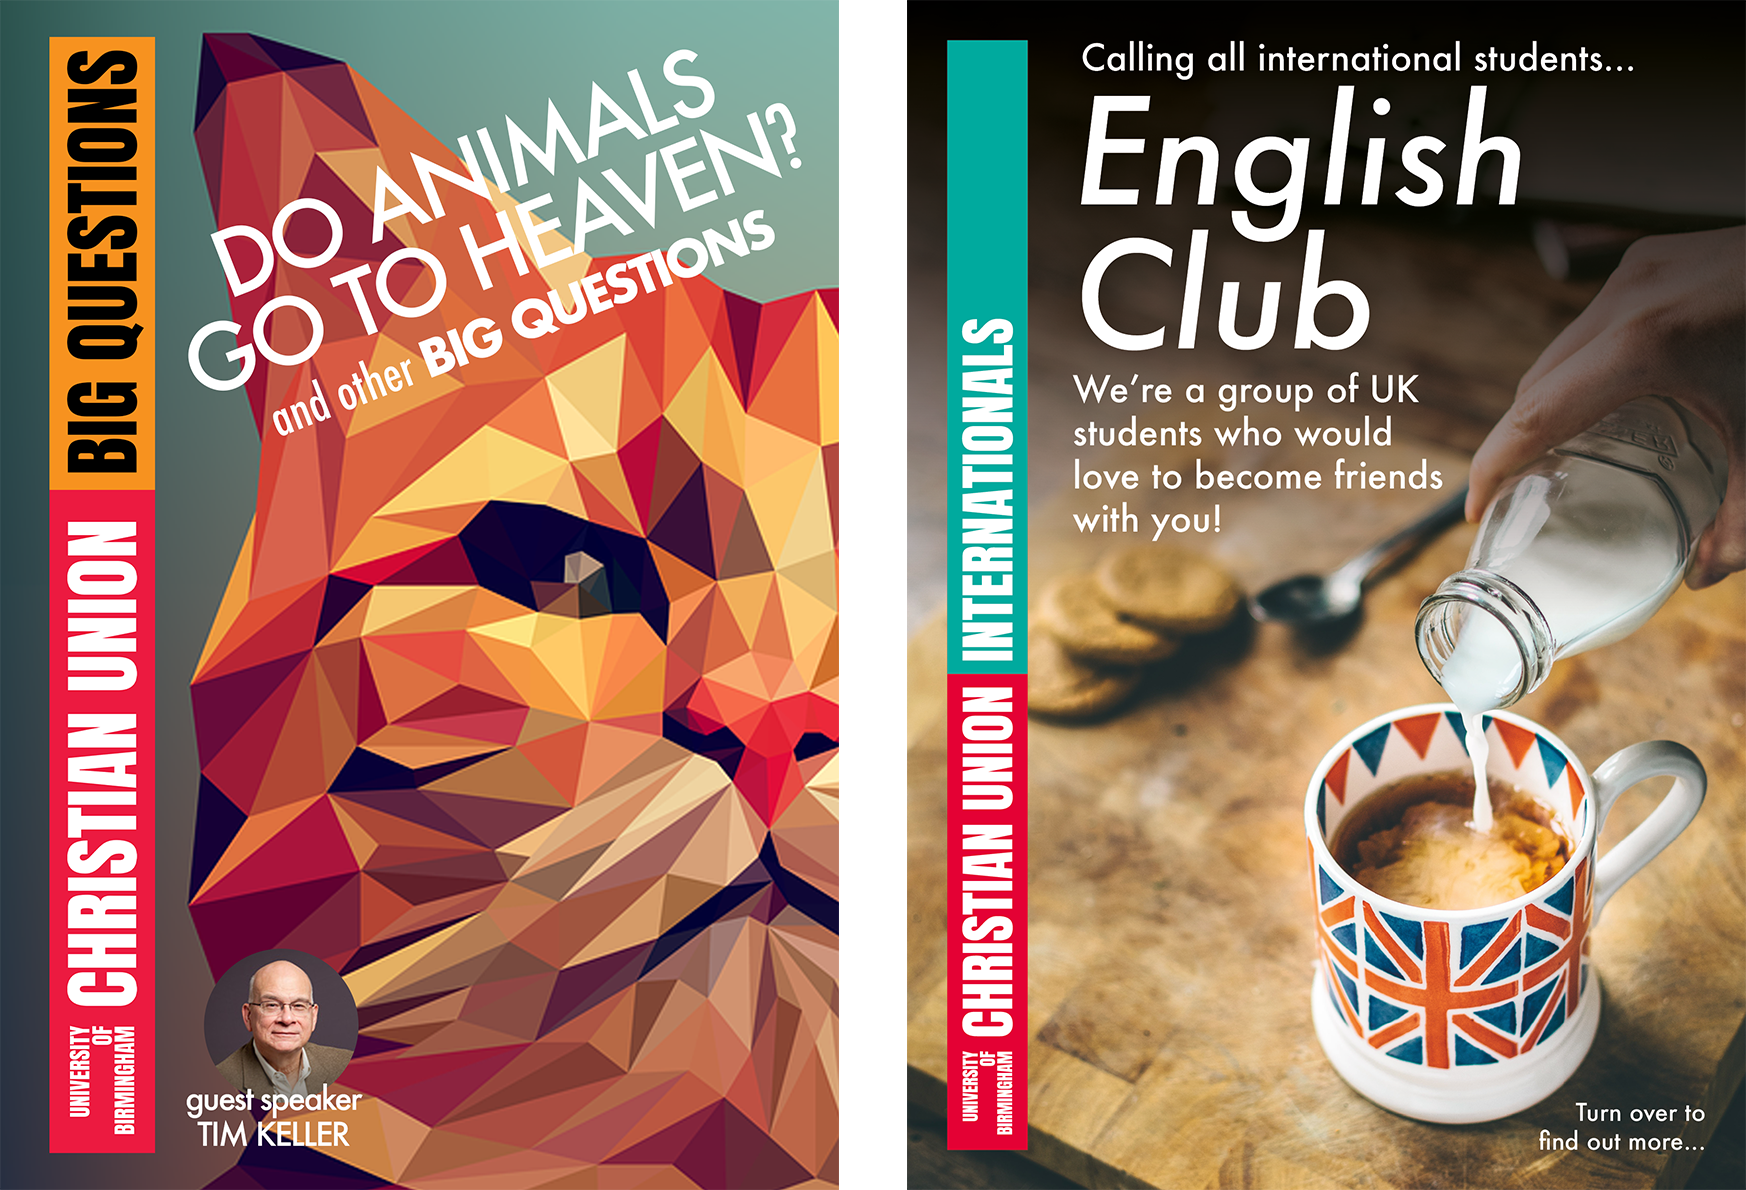 BIG QUESTIONS
CHRISTIAN UNION
UNIVERSITY
OF
BIRMINGHAM
DO ANIMALS
GO TO HEAVEN?
and other BIG QUESTIONS
guest speaker
TIM KELLER
INTERNATIONALS
CHRISTIAN UNION
UNIVERSITY
OF
BIRMINGHAM
Calling all international students...
English
Club
We're a group of UK
students who would
love to become friends
with you!
Turn over to
find out more...